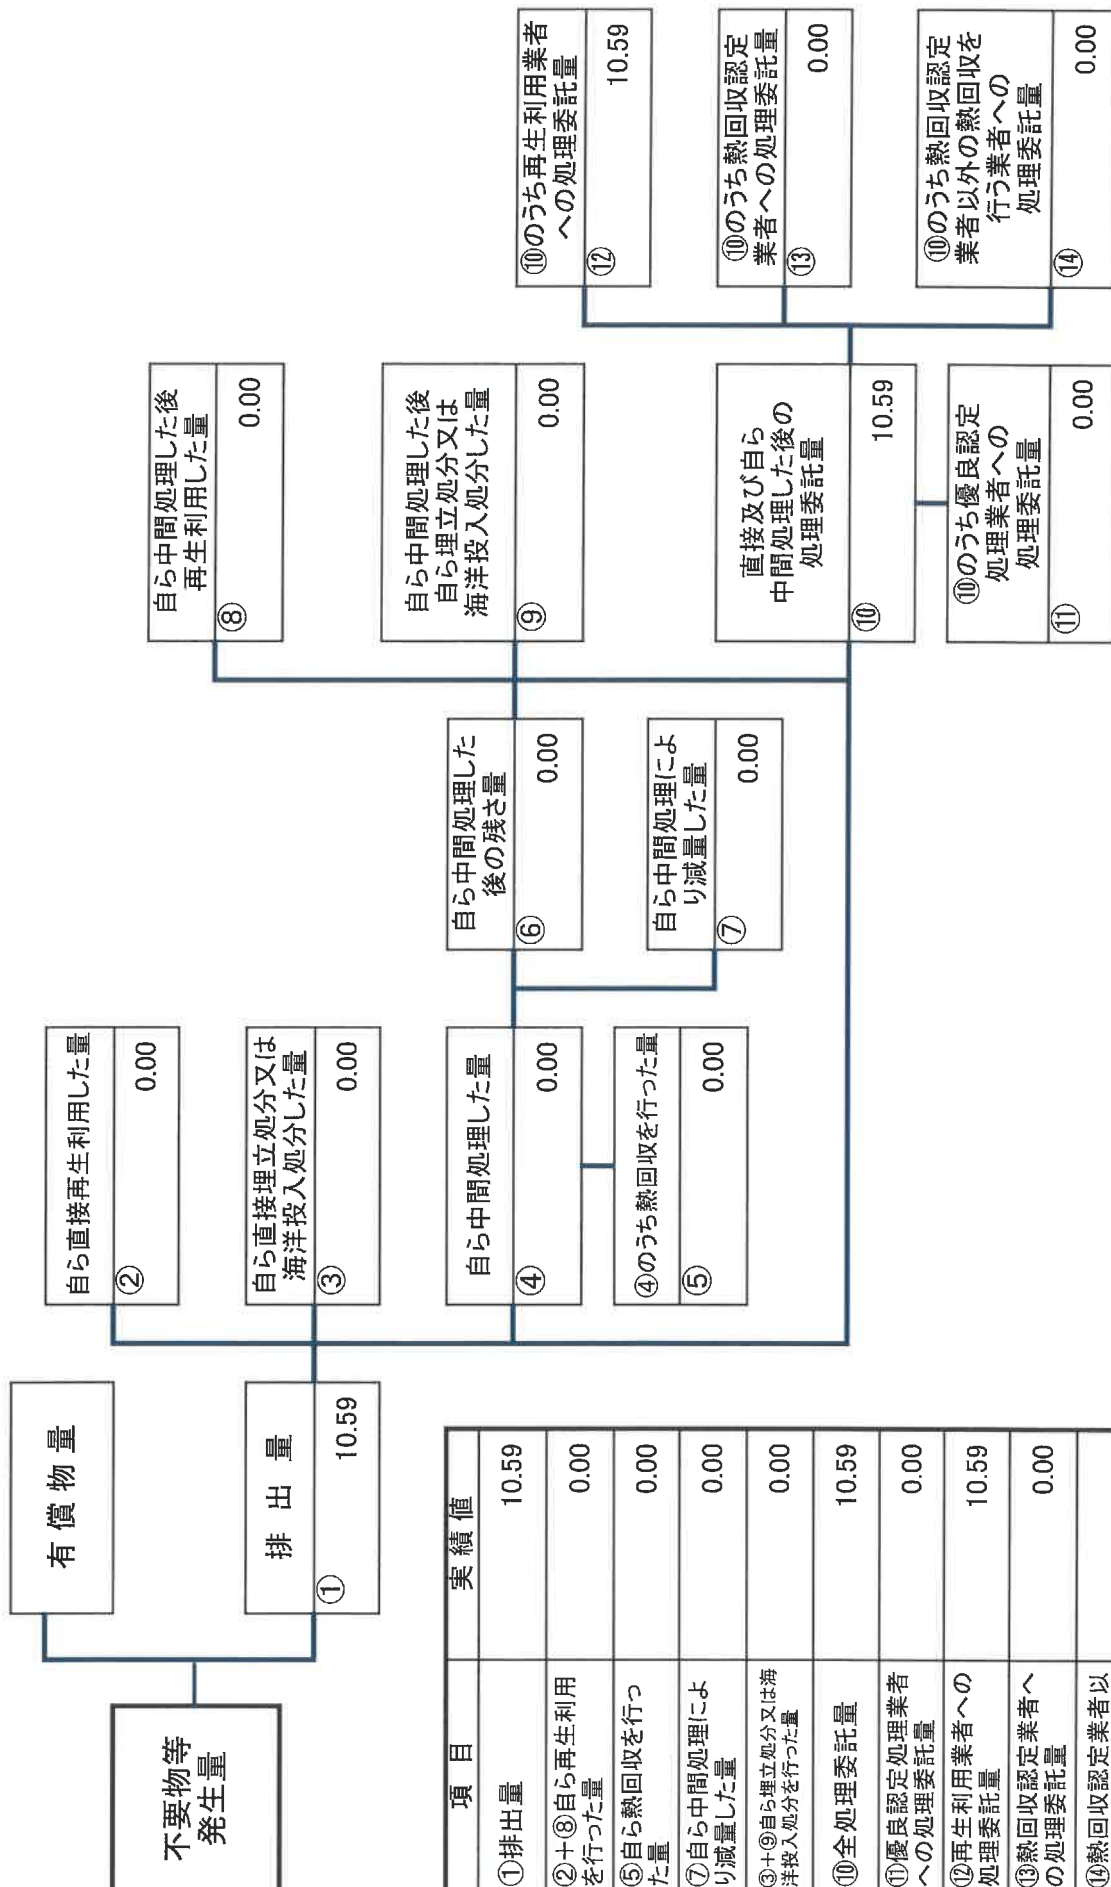 不要物等
発生量
有 償 物 量
排 出 量
①
10.59
自ら直接再生利用した量
②
0.00
自ら直接埋立処分又は
海洋投入処分した量
③
0.00
自ら中間処理した量
④
0.00
④のうち熱回収を行った量
⑤
0.00
自ら中間処理した
後の残さ量
⑥
0.00
自ら中間処理によ
り減量した量
⑦
0.00
自ら中間処理した後
再生利用した量
⑧
0.00
自ら中間処理した後
自ら埋立処分又は
海洋投入処分した量
⑨
0.00
直接及び自ら
中間処理した後の
処理委託量
⑩
10.59
⑩のうち優良認定
処理業者への
処理委託量
⑪
0.00
⑩のうち再生利用業者
への処理委託量
⑫
10.59
⑩のうち熱回収認定
業者への処理委託量
⑬
0.00
⑩のうち熱回収認定
業者以外の熱回収を
行う業者への
処理委託量
⑭
0.00
項 目 実 績 値
①排出量 10.59
②+⑧自ら再生利用
を行った量 0.00
⑤自ら熱回収を行っ
た量 0.00
⑦自ら中間処理によ
り減量した量 0.00
③+⑨自ら埋立処分又は海
洋投入処分を行った量 0.00
⑩全処理委託量 10.59
⑪優良認定処理業者
への処理委託量 0.00
⑫再生利用業者への
処理委託量 10.59
⑬熱回収認定業者へ
の処理委託量 0.00
⑭熱回収認定業者以